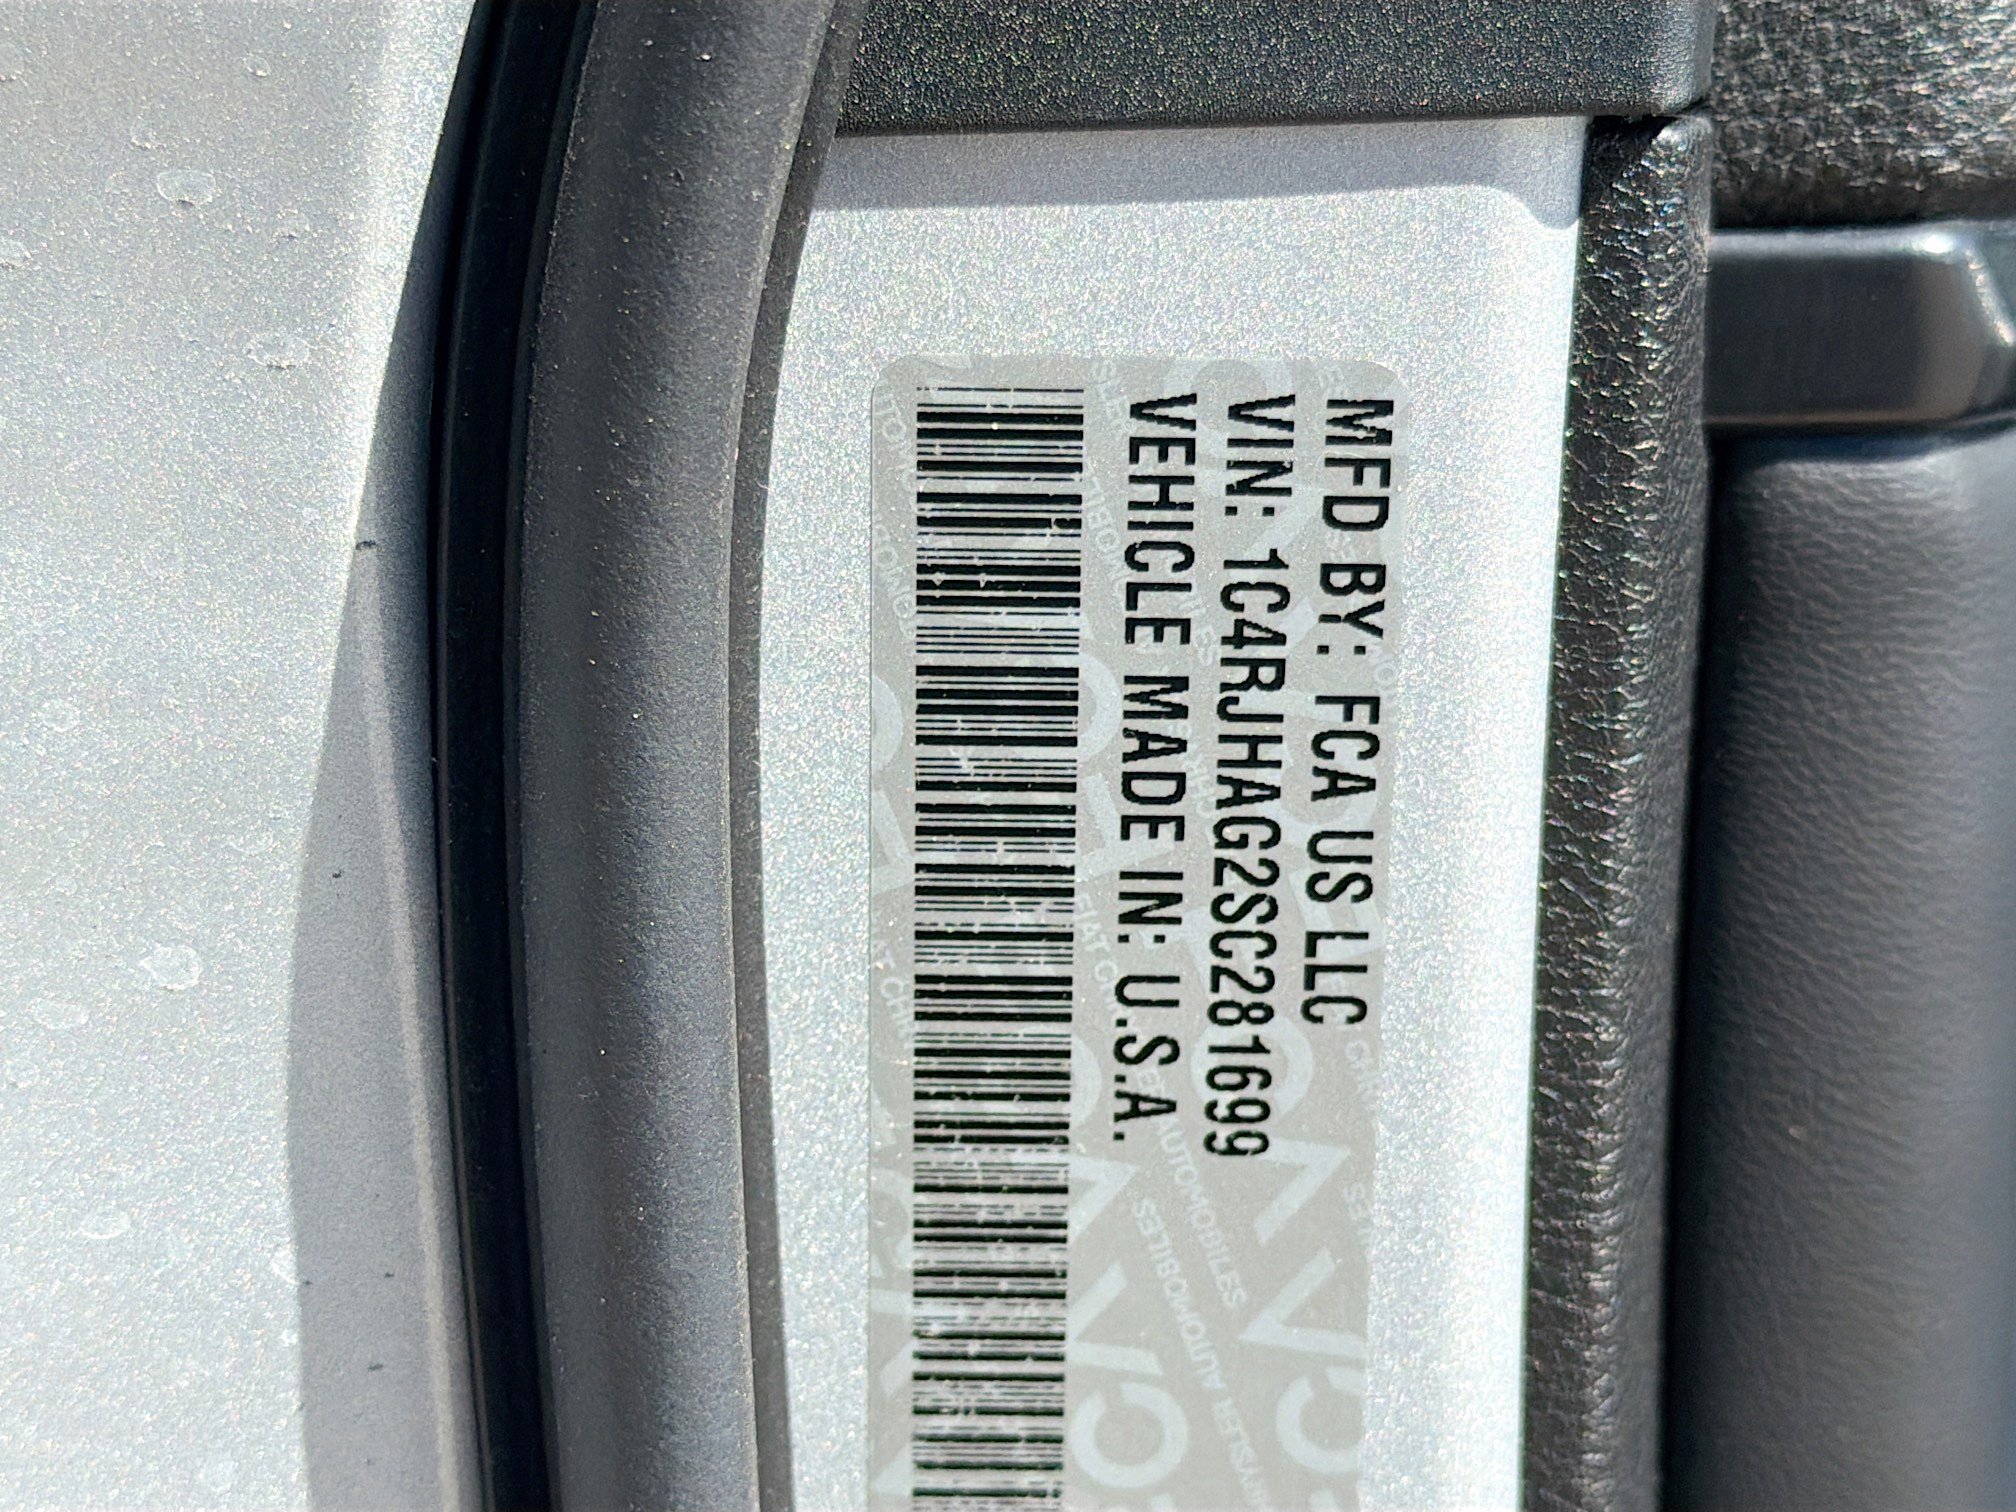 MFD BY: FCA US LLC
VIN: 1C4RJHAG2SC281699
VEHICLE MADE IN: U.S.A.